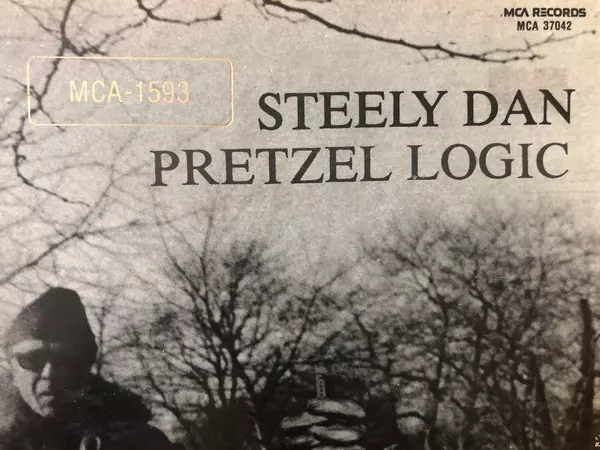 MCA RECORDS
MCA 37042
MCA-1593
STEELY DAN
PRETZEL LOGIC